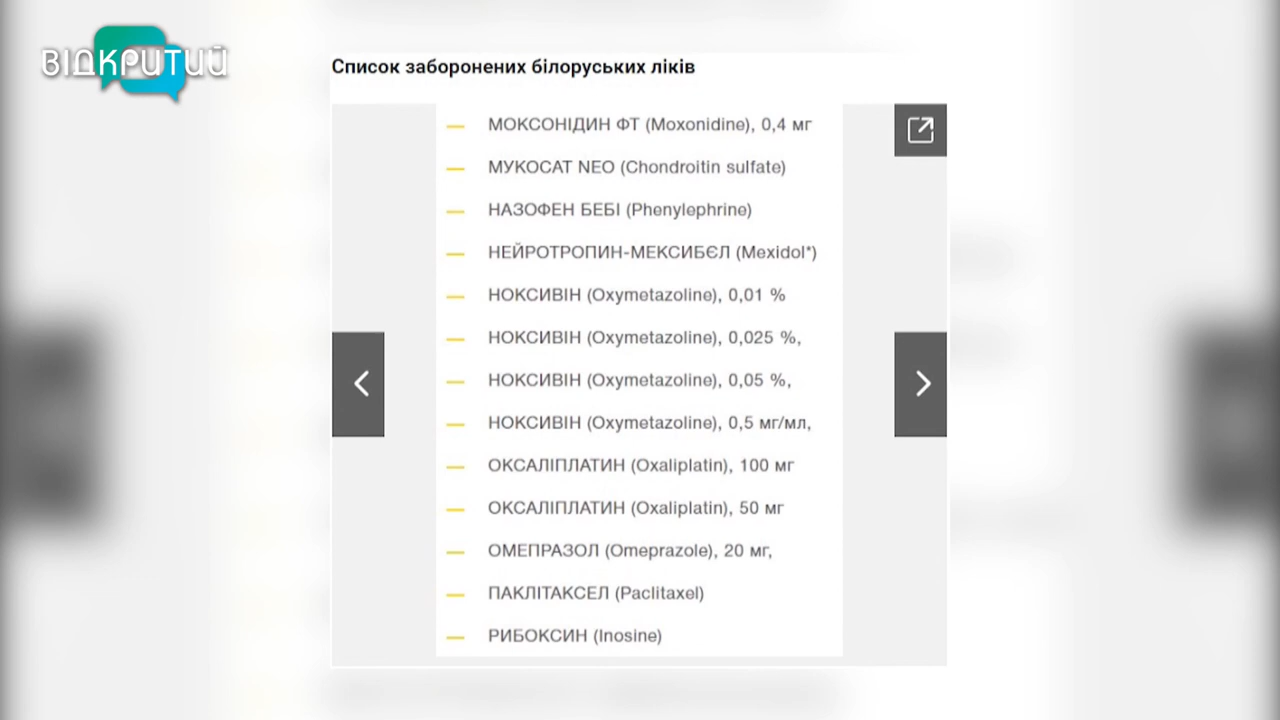 ВІДКРИТИЙ
Список заборонених білоруських ліків
— МОКСОНІДИН ФТ (Moxonidine), 0,4 мг
— МУКОСАТ NEO (Chondroitin sulfate)
— НАЗОФЕН БЕБІ (Phenylephrine)
— НЕЙРОТРОПИН-МЕКСИБЄЛ (Mexidol*)
— НОКСИВІН (Oxymetazoline), 0,01 %
— НОКСИВІН (Oxymetazoline), 0,025 %,
— НОКСИВІН (Oxymetazoline), 0,05 %,
— НОКСИВІН (Oxymetazoline), 0,5 мг/мл,
— ОКСАЛІПЛАТИН (Oxaliplatin), 100 мг
— ОКСАЛІПЛАТИН (Oxaliplatin), 50 мг
— ОМЕПРАЗОЛ (Omeprazole), 20 мг,
— ПАКЛІТАКСЕЛ (Paclitaxel)
— РИБОКСИН (Inosine)